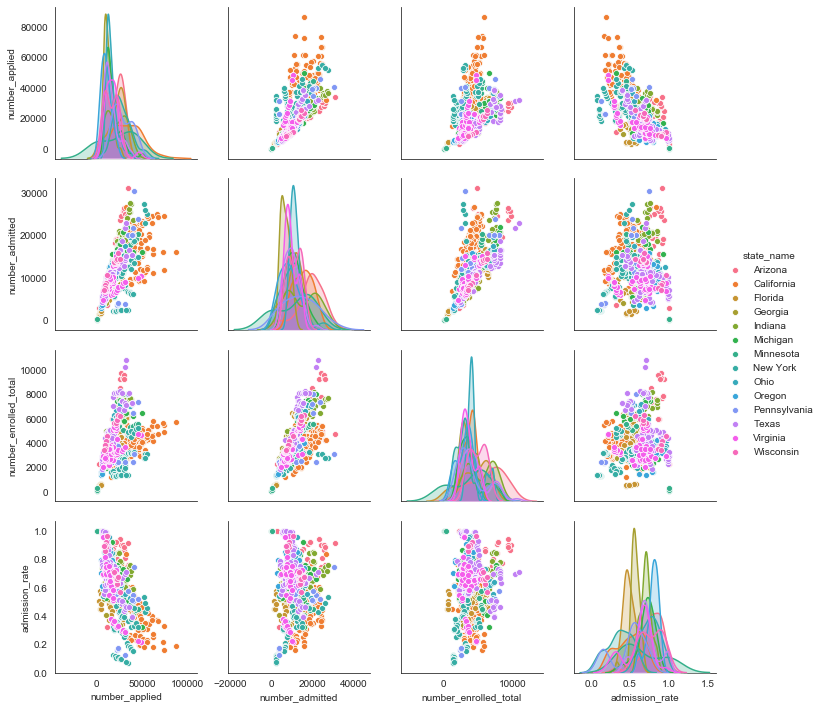 number_applied
80000
60000
40000
20000
0
number_admitted
30000
20000
10000
0
number_enrolled_total
10000
8000
6000
4000
2000
0
admission_rate
1.0
0.8
0.6
0.4
0.2
0.0
0 50000 100000
number_applied
−20000 0 20000 40000
number_admitted
0 10000
number_enrolled_total
0.0 0.5 1.0 1.5
admission_rate
state_name
Arizona
California
Florida
Georgia
Indiana
Michigan
Minnesota
New York
Ohio
Oregon
Pennsylvania
Texas
Virginia
Wisconsin